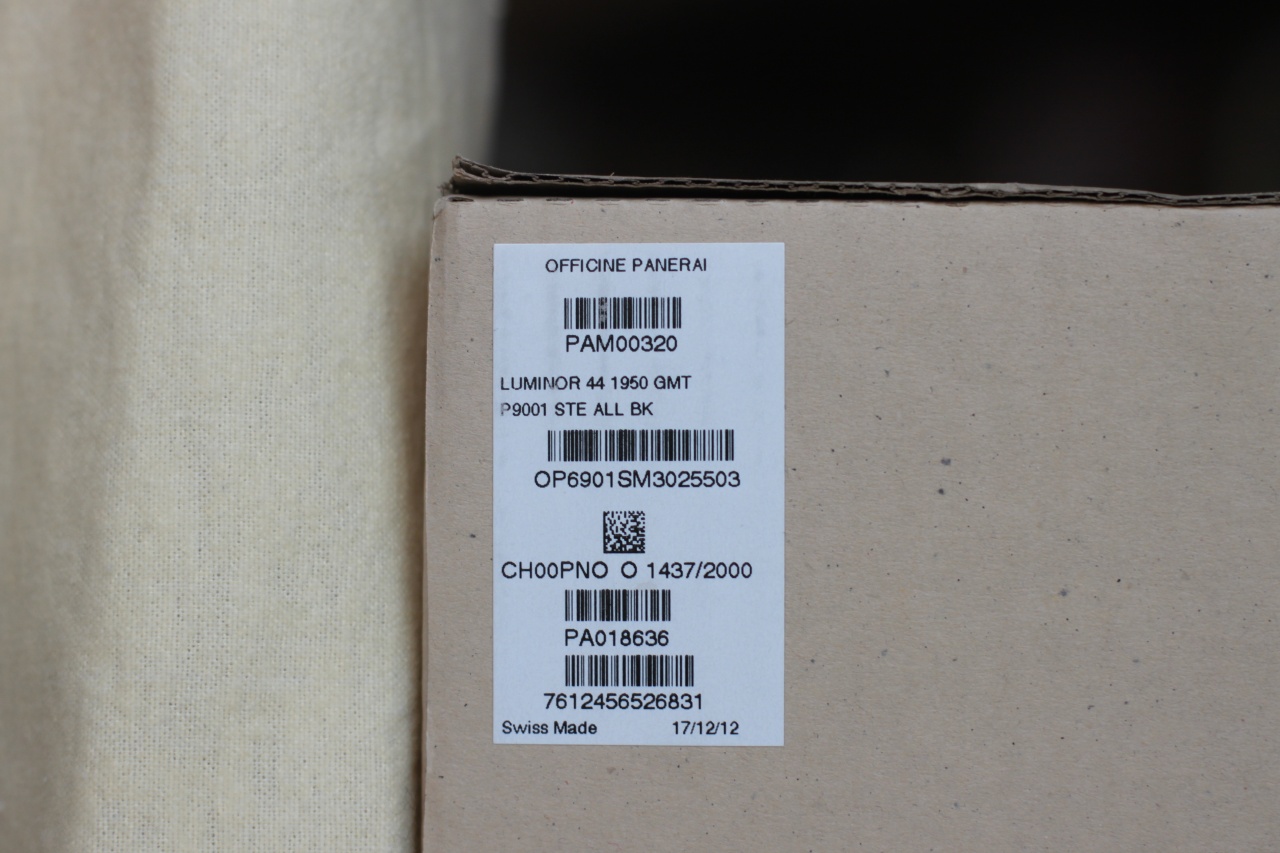 OFFICINE PANERAI
PAM00320
LUMINOR 44 1950 GMT
P9001 STE ALL BK
OP6901SM3025503
CH00PNO O 1437/2000
PA018636
7612456526831
Swiss Made 17/12/12